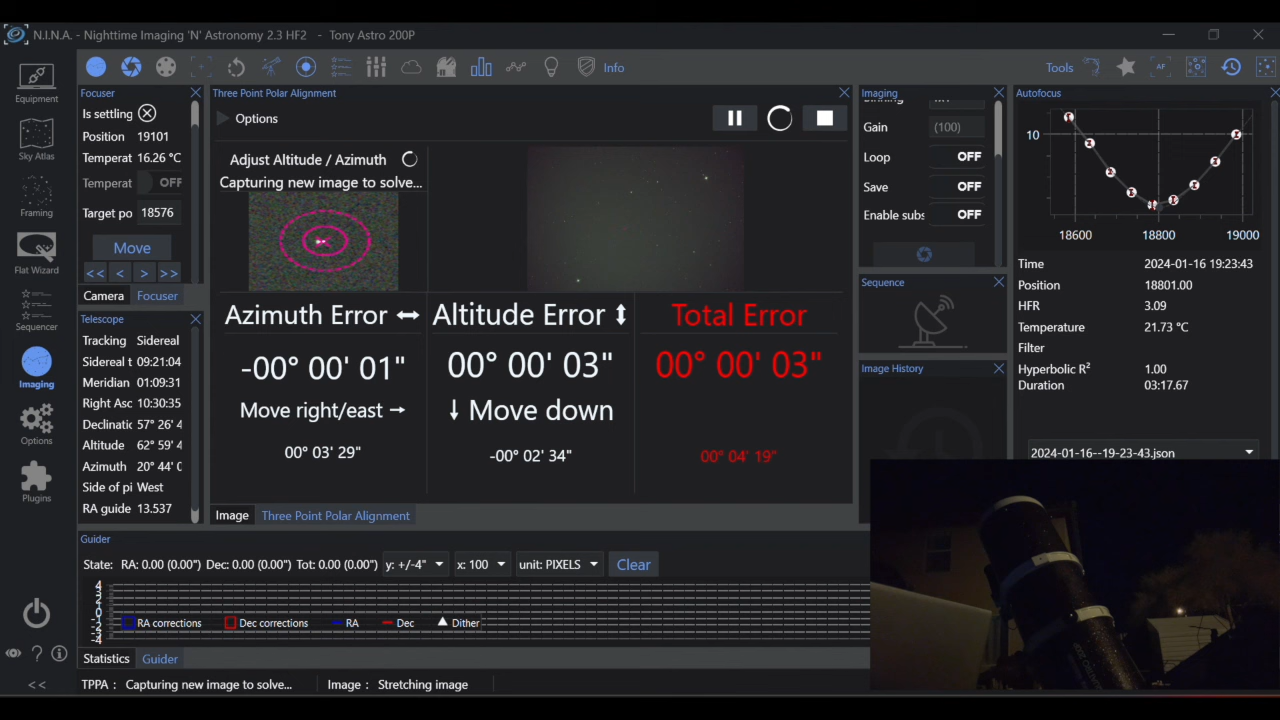 N.I.N.A. - Nighttime Imaging 'N' Astronomy 2.3 HF2 - Tony Astro 200P
Equipment
Sky Atlas
Framing
Flat Wizard
Sequencer
Imaging
Options
Plugins
Info
Tools
AF
Focuser
Is settling
Position 19101
Temperat 16.26 °C
Temperat OFF
Target po 18576
Move
<< < > >>
Camera Focuser
Telescope
Tracking Sidereal
Sidereal t 09:21:04
Meridian 01:09:31
Right Asc 10:30:35
Declinatic 57° 26' 4
Altitude 62° 59' 4
Azimuth 20° 44' 0
Side of pi West
RA guide 13.537
Three Point Polar Alignment
Options
Adjust Altitude / Azimuth
Capturing new image to solve...
Azimuth Error ↔
-00° 00' 01"
Move right/east →
00° 03' 29"
Altitude Error ↕
00° 00' 03"
↓ Move down
-00° 02' 34"
Total Error
00° 00' 03"
00° 04' 19"
Image Three Point Polar Alignment
Imaging
Gain (100)
Loop OFF
Save OFF
Enable subs OFF
Sequence
Image History
Autofocus
10
18600 18800 19000
Time 2024-01-16 19:23:43
Position 18801.00
HFR 3.09
Temperature 21.73 °C
Filter
Hyperbolic R² 1.00
Duration 03:17.67
2024-01-16--19-23-43.json
Guider
State: RA: 0.00 (0.00") Dec: 0.00 (0.00") Tot: 0.00 (0.00") y: +/-4" x: 100 unit: PIXELS Clear
4
3
RA corrections Dec corrections RA Dec Dither
-4
Statistics Guider
<< TPPA : Capturing new image to solve... Image : Stretching image